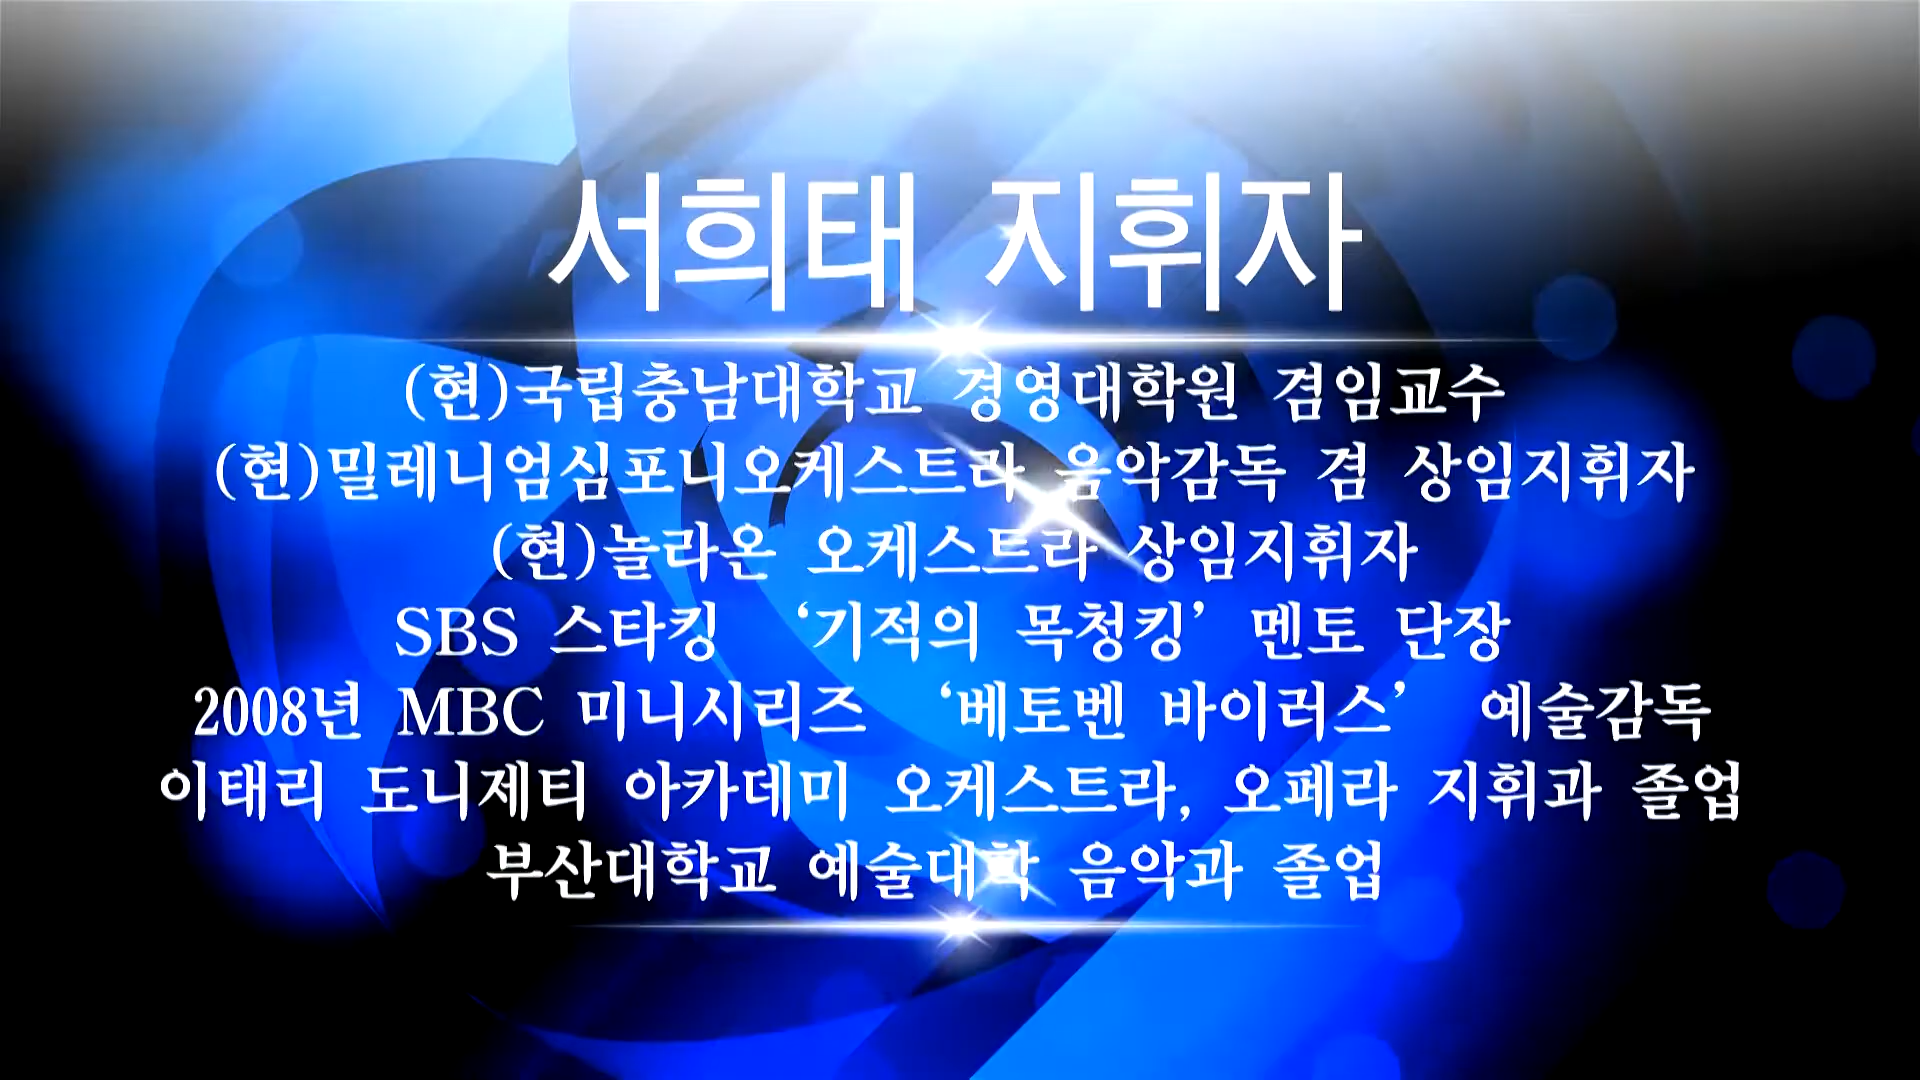 서희태 지휘자
(현)국립충남대학교 경영대학원 겸임교수
(현)밀레니엄심포니오케스트라 음악감독 겸 상임지휘자
(현)놀라온 오케스트라 상임지휘자
SBS 스타킹 ‘기적의 목청킹’ 멘토 단장
2008년 MBC 미니시리즈 ‘베토벤 바이러스’ 예술감독
이태리 도니제티 아카데미 오케스트라, 오페라 지휘과 졸업
부산대학교 예술대학 음악과 졸업